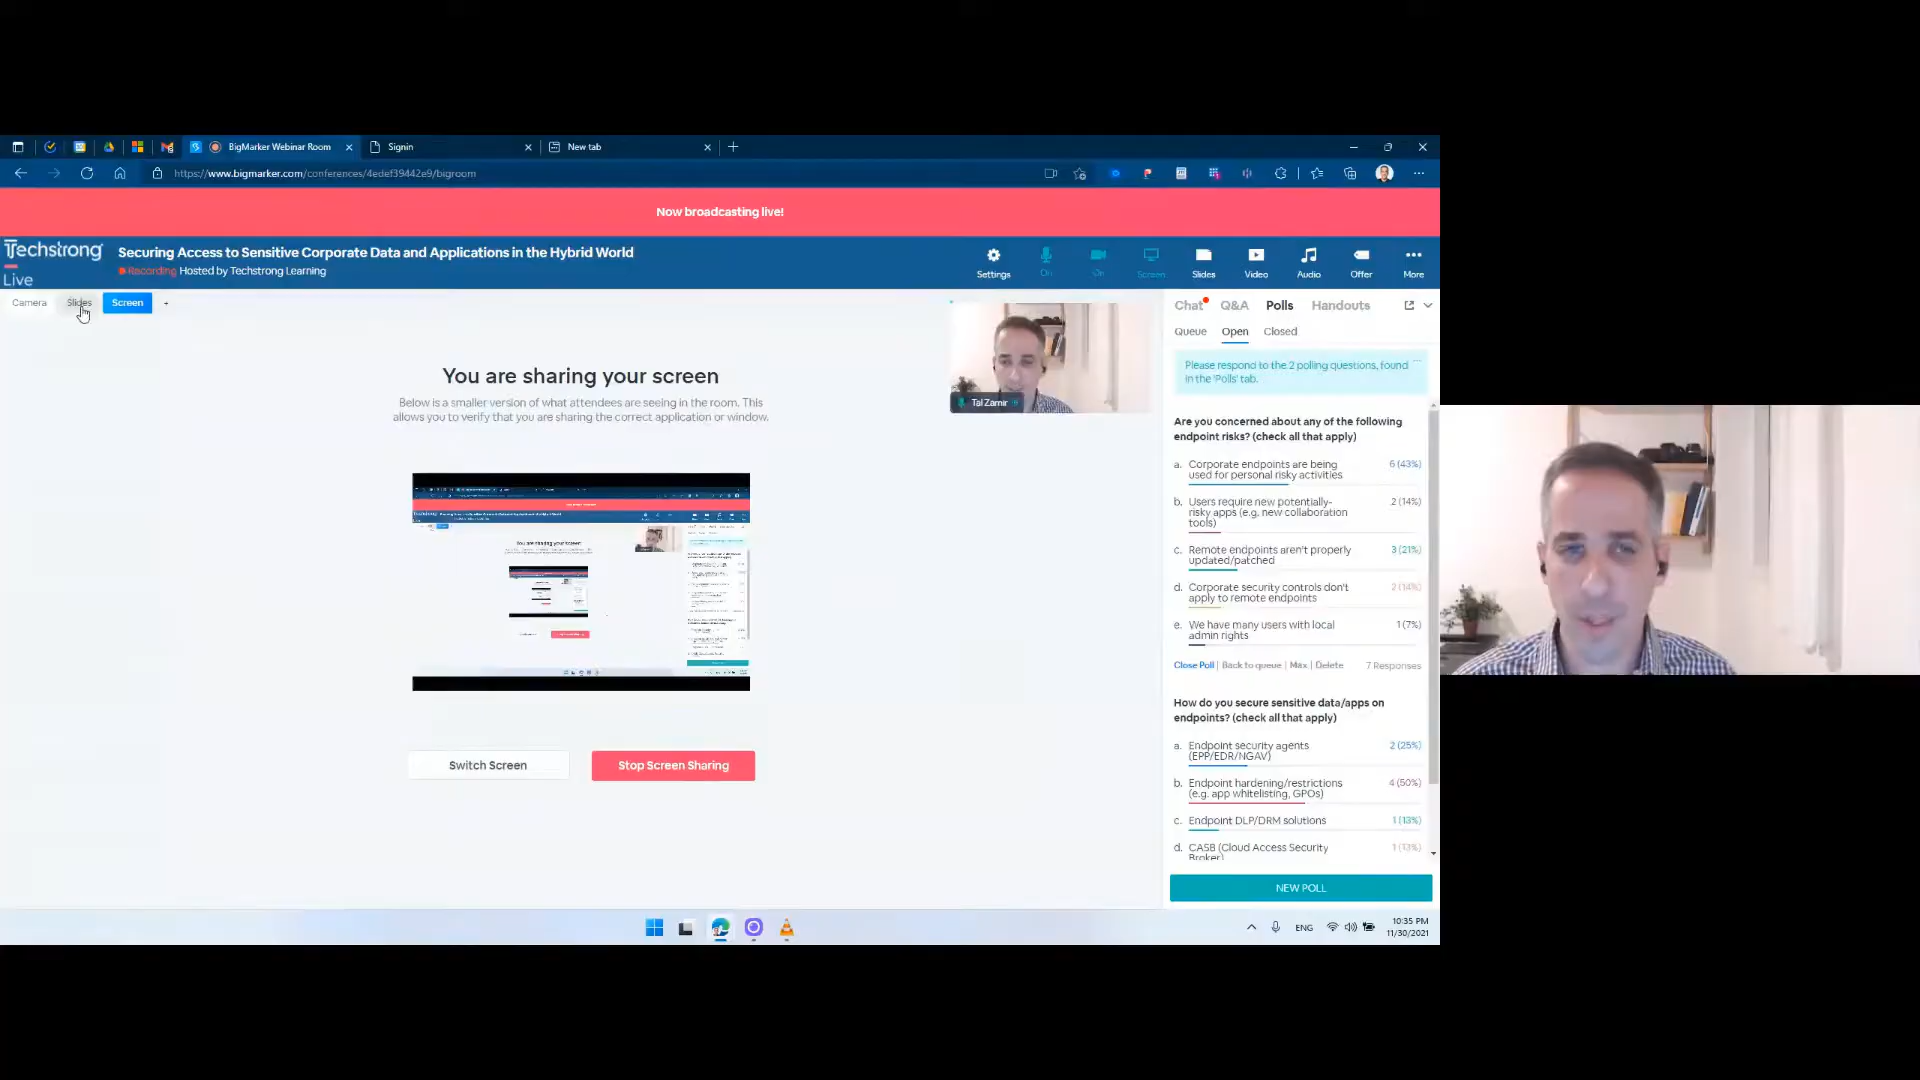 BigMarker Webinar Room
Signin
New tab
https://www.bigmarker.com/conferences/4edef39442e9/bigroom
Now broadcasting live!
Techstrong
Live
Securing Access to Sensitive Corporate Data and Applications in the Hybrid World
Recording Hosted by Techstrong Learning
Settings
On
On
Screen
Slides
Video
Audio
Offer
More
Camera
Slides
Screen
+
You are sharing your screen
Below is a smaller version of what attendees are seeing in the room. This
allows you to verify that you are sharing the correct application or window.
Tal Zamir
Switch Screen
Stop Screen Sharing
Chat
Q&A
Polls
Handouts
Queue
Open
Closed
Please respond to the 2 polling questions, found
in the 'Polls' tab.
Are you concerned about any of the following
endpoint risks? (check all that apply)
a. Corporate endpoints are being 6 (43%)
used for personal risky activities
b. Users require new potentially- 2 (14%)
risky apps (e.g. new collaboration
tools)
c. Remote endpoints aren't properly 3 (21%)
updated/patched
d. Corporate security controls don't 2 (14%)
apply to remote endpoints
e. We have many users with local 1 (7%)
admin rights
Close Poll | Back to queue | Max | Delete 7 Responses
How do you secure sensitive data/apps on
endpoints? (check all that apply)
a. Endpoint security agents 2 (25%)
(EPP/EDR/NGAV)
b. Endpoint hardening/restrictions 4 (50%)
(e.g. app whitelisting, GPOs)
c. Endpoint DLP/DRM solutions 1 (13%)
d. CASB (Cloud Access Security 1 (13%)
Broker)
NEW POLL
ENG
10:35 PM
11/30/2021